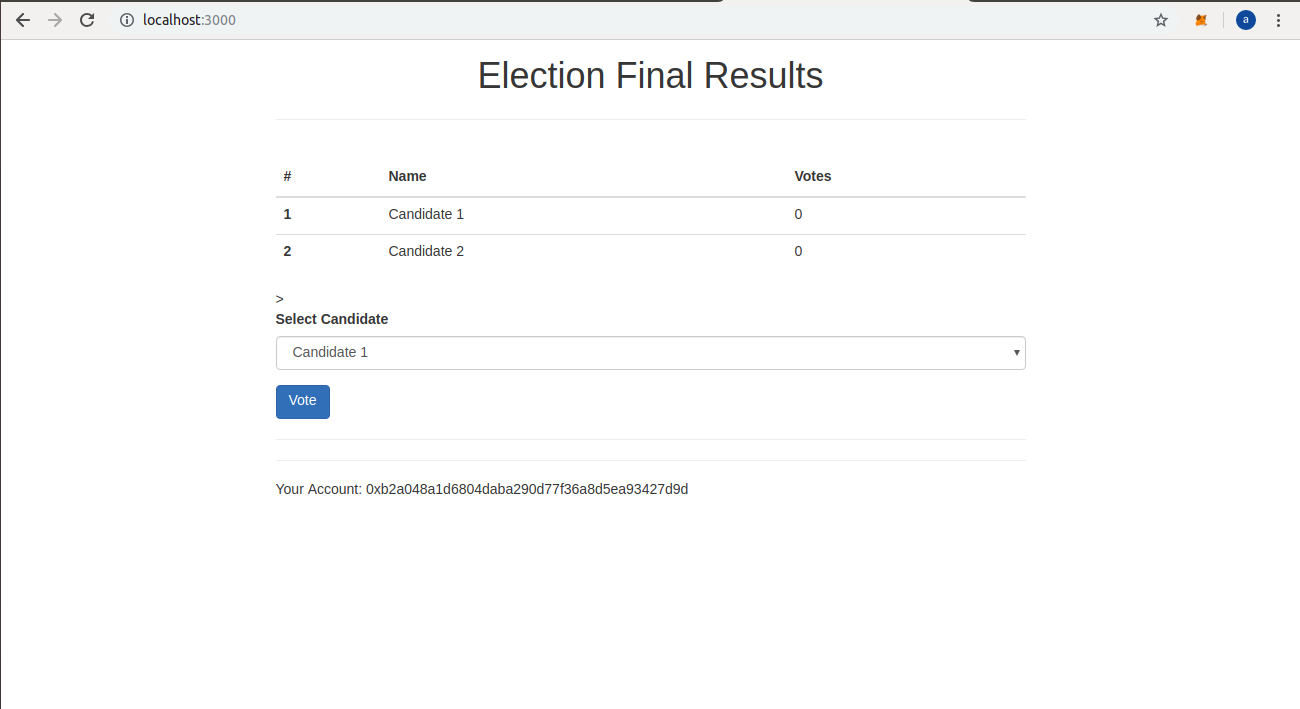 localhost:3000
a
Election Final Results
# Name Votes
1 Candidate 1 0
2 Candidate 2 0
>
Select Candidate
Candidate 1
Vote
Your Account: 0xb2a048a1d6804daba290d77f36a8d5ea93427d9d